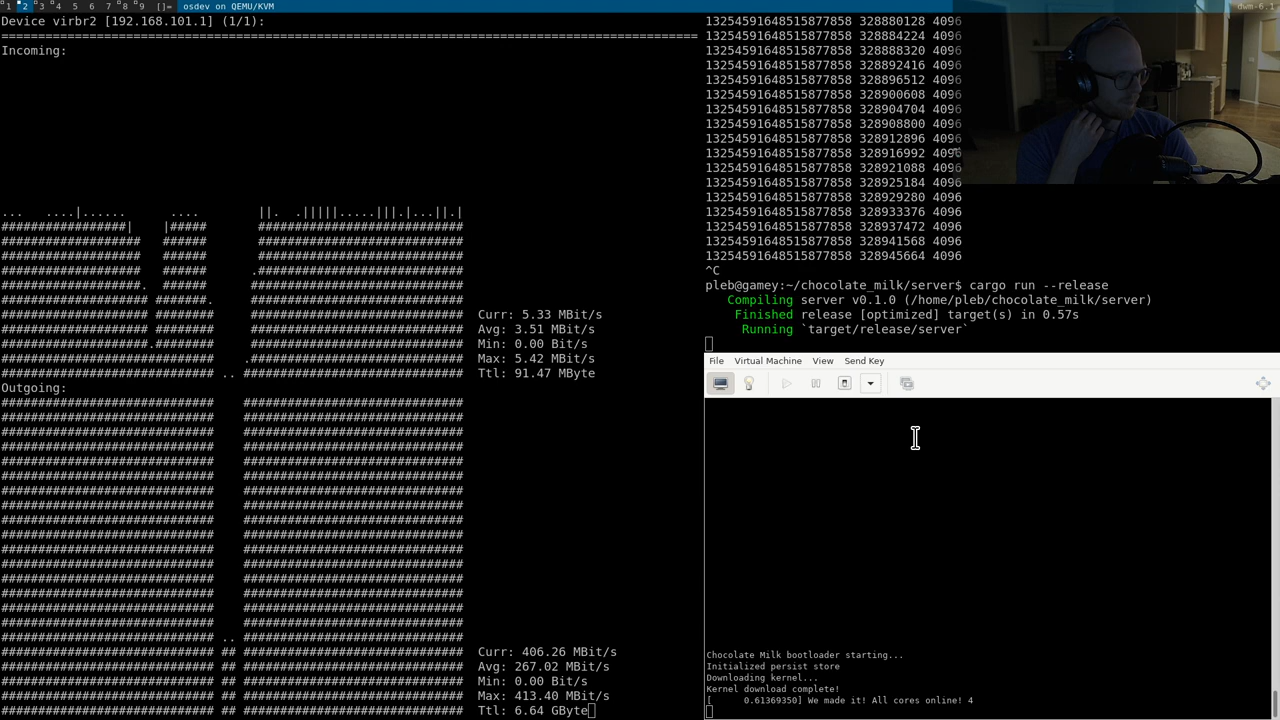 1 2 3 4 5 6 7 8 9 []= osdev on QEMU/KVM dwm-6.1
Device virbr2 [192.168.101.1] (1/1):
================================================================================================
Incoming:
Curr: 5.33 MBit/s
Avg: 3.51 MBit/s
Min: 0.00 Bit/s
Max: 5.42 MBit/s
Ttl: 91.47 MByte
Outgoing:
Curr: 406.26 MBit/s
Avg: 267.02 MBit/s
Min: 0.00 Bit/s
Max: 413.40 MBit/s
Ttl: 6.64 GByte
13254591648515877858 328880128 4096
13254591648515877858 328884224 4096
13254591648515877858 328888320 4096
13254591648515877858 328892416 4096
13254591648515877858 328896512 4096
13254591648515877858 328900608 4096
13254591648515877858 328904704 4096
13254591648515877858 328908800 4096
13254591648515877858 328912896 4096
13254591648515877858 328916992 4096
13254591648515877858 328921088 4096
13254591648515877858 328925184 4096
13254591648515877858 328929280 4096
13254591648515877858 328933376 4096
13254591648515877858 328937472 4096
13254591648515877858 328941568 4096
13254591648515877858 328945664 4096
^C
pleb@gamey:~/chocolate_milk/server$ cargo run --release
Compiling server v0.1.0 (/home/pleb/chocolate_milk/server)
Finished release [optimized] target(s) in 0.57s
Running `target/release/server`
File Virtual Machine View Send Key
Chocolate Milk bootloader starting...
Initialized persist store
Downloading kernel...
Kernel download complete!
[ 0.61369350] We made it! All cores online! 4